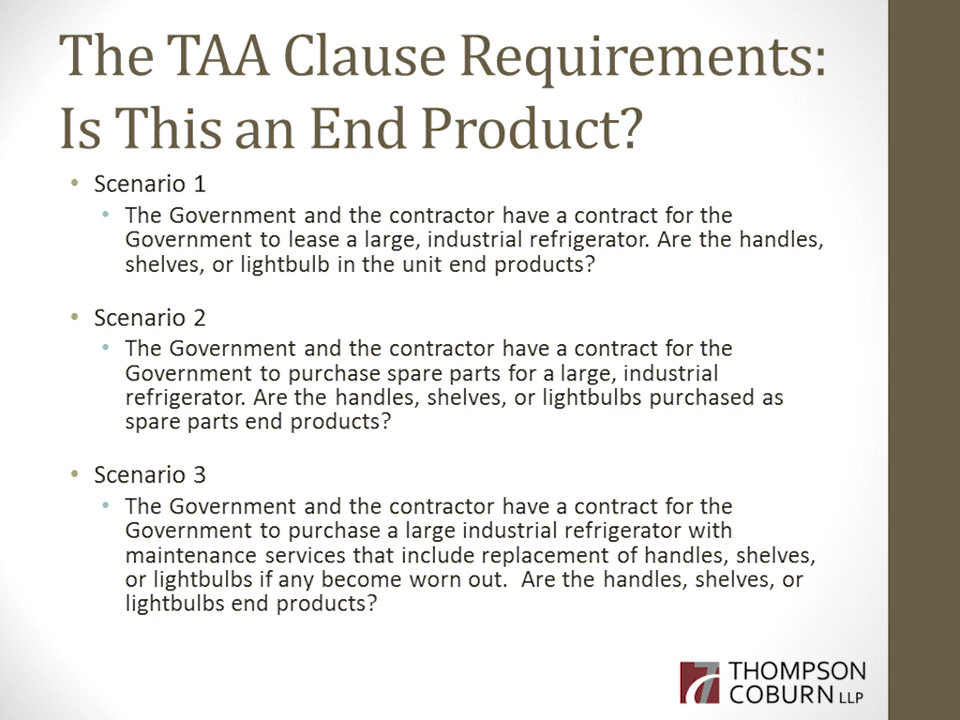 The TAA Clause Requirements:
Is This an End Product?
• Scenario 1
• The Government and the contractor have a contract for the
Government to lease a large, industrial refrigerator. Are the handles,
shelves, or lightbulb in the unit end products?
• Scenario 2
• The Government and the contractor have a contract for the
Government to purchase spare parts for a large, industrial
refrigerator. Are the handles, shelves, or lightbulbs purchased as
spare parts end products?
• Scenario 3
• The Government and the contractor have a contract for the
Government to purchase a large industrial refrigerator with
maintenance services that include replacement of handles, shelves,
or lightbulbs if any become worn out.  Are the handles, shelves, or
lightbulbs end products?
THOMPSON
COBURN LLP